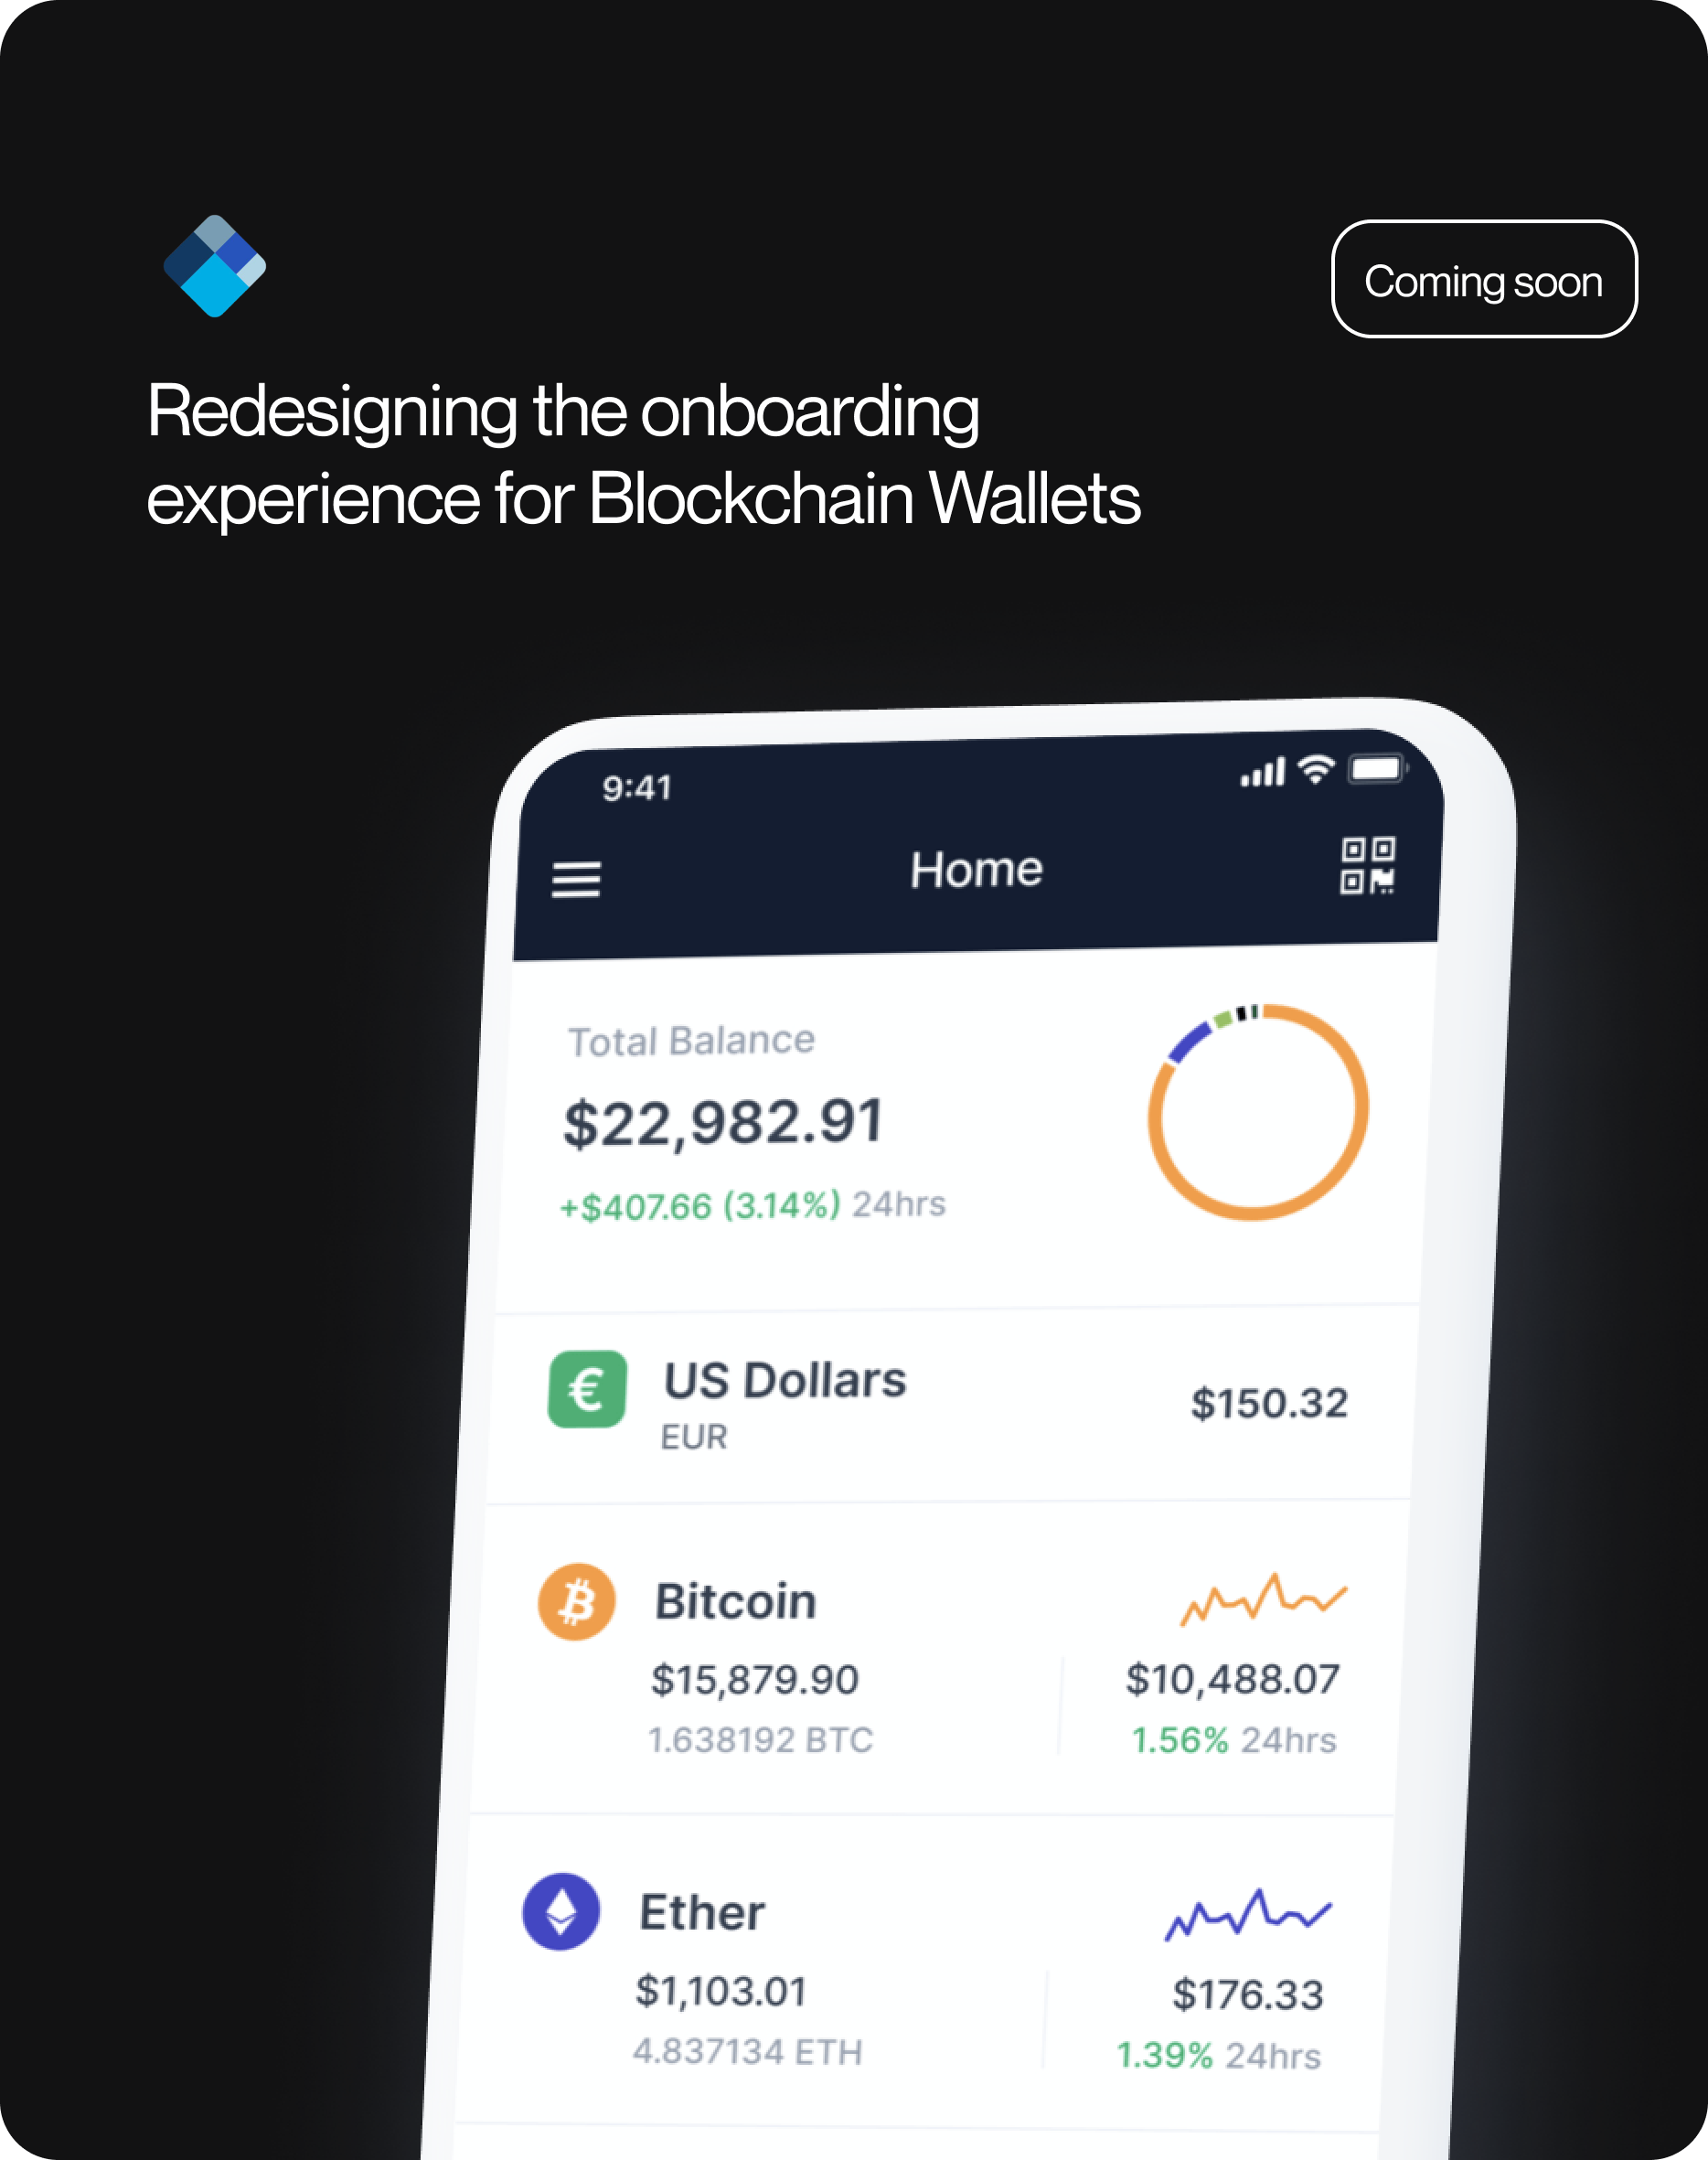 Coming soon
Redesigning the onboarding
experience for Blockchain Wallets
9:41
Home
Total Balance
$22,982.91
+$407.66 (3.14%) 24hrs
€ US Dollars
EUR
$150.32
Bitcoin
$15,879.90
1.638192 BTC
$10,488.07
1.56% 24hrs
Ether
$1,103.01
4.837134 ETH
$176.33
1.39% 24hrs